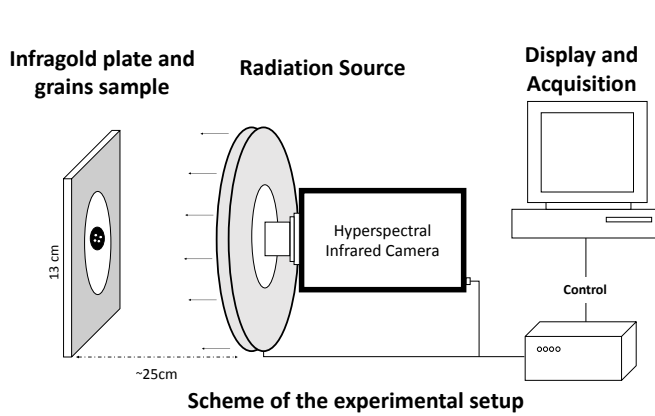 Infragold plate and
grains sample
Radiation Source
Display and
Acquisition
Hyperspectral
Infrared Camera
13 cm
Control
~25cm
Scheme of the experimental setup